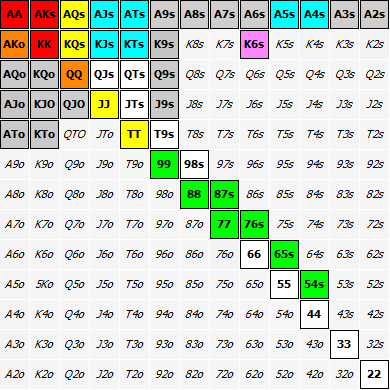 AA AKs AQs AJs ATs A9s A8s A7s A6s A5s A4s A3s A2s
AKo KK KQs KJs KTs K9s K8s K7s K6s K5s K4s K3s K2s
AQo KQo QQ QJs QTs Q9s Q8s Q7s Q6s Q5s Q4s Q3s Q2s
AJo KJO QJO JJ JTs J9s J8s J7s J6s J5s J4s J3s J2s
ATo KTo QTO JTo TT T9s T8s T7s T6s T5s T4s T3s T2s
A9o K9o Q9o J9o T9o 99 98s 97s 96s 95s 94s 93s 92s
A8o K8o Q8o J8o T8o 98o 88 87s 86s 85s 84s 83s 82s
A7o K7o Q7o J7o T7o 97o 87o 77 76s 75s 74s 73s 72s
A6o K6o Q6o J6o T6o 96o 86o 76o 66 65s 64s 63s 62s
A5o 5Ko Q5o J5o T5o 95o 85o 75o 65o 55 54s 53s 52s
A4o K4o Q4o J4o T4o 94o 84o 74o 64o 54o 44 43s 42s
A3o K3o Q3o J3o T3o 93o 83o 73o 63o 53o 43o 33 32s
A2o K2o Q2o J2o T2o 92o 82o 72o 62o 52o 42o 32o 22